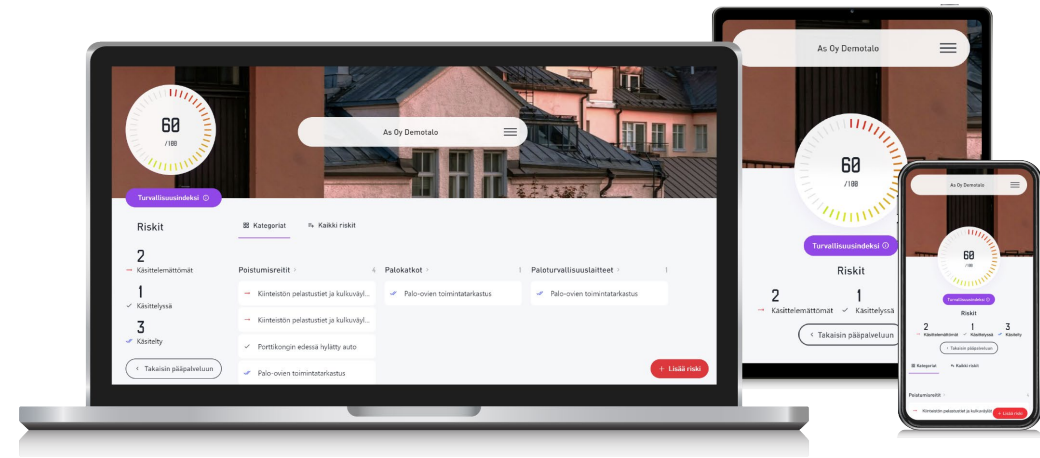 60
/100
As Oy Demotalo
Turvallisuusindeksi
Riskit
2
Käsittelemättömät
1
Käsittelyssä
3
Käsitelty
Takaisin pääpalveluun
Kategoriat
Kaikki riskit
Poistumisreitit 4
Kiinteistön pelastustiet ja kulkuväyl...
Kiinteistön pelastustiet ja kulkuväyl...
Porttikongin edessä hylätty auto
Palo-ovien toimintatarkastus
Palokatkot 1
Palo-ovien toimintatarkastus
Paloturvallisuuslaitteet 1
Palo-ovien toimintatarkastus
+ Lisää riski
As Oy Demotalo
60
/100
Turvallisuusindeksi
Riskit
2 1
Käsittelemättömät Käsittelyssä
Takaisin pääpalveluun
As Oy Demotalo
60
/100
Turvallisuusindeksi
Riskit
2 1 3
Käsittelemättömät Käsittelyssä Käsitelty
Takaisin pääpalveluun
Kategoriat Kaikki riskit
Poistumisreitit
Kiinteistön pelastustiet ja kulkuväylät
+ Lisää riski